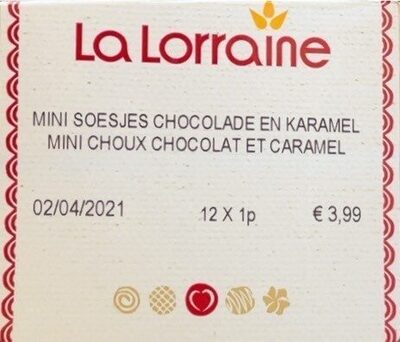 La Lorraine
MINI SOESJES CHOCOLADE EN KARAMEL
MINI CHOUX CHOCOLAT ET CARAMEL
02/04/2021 12 X 1p € 3,99